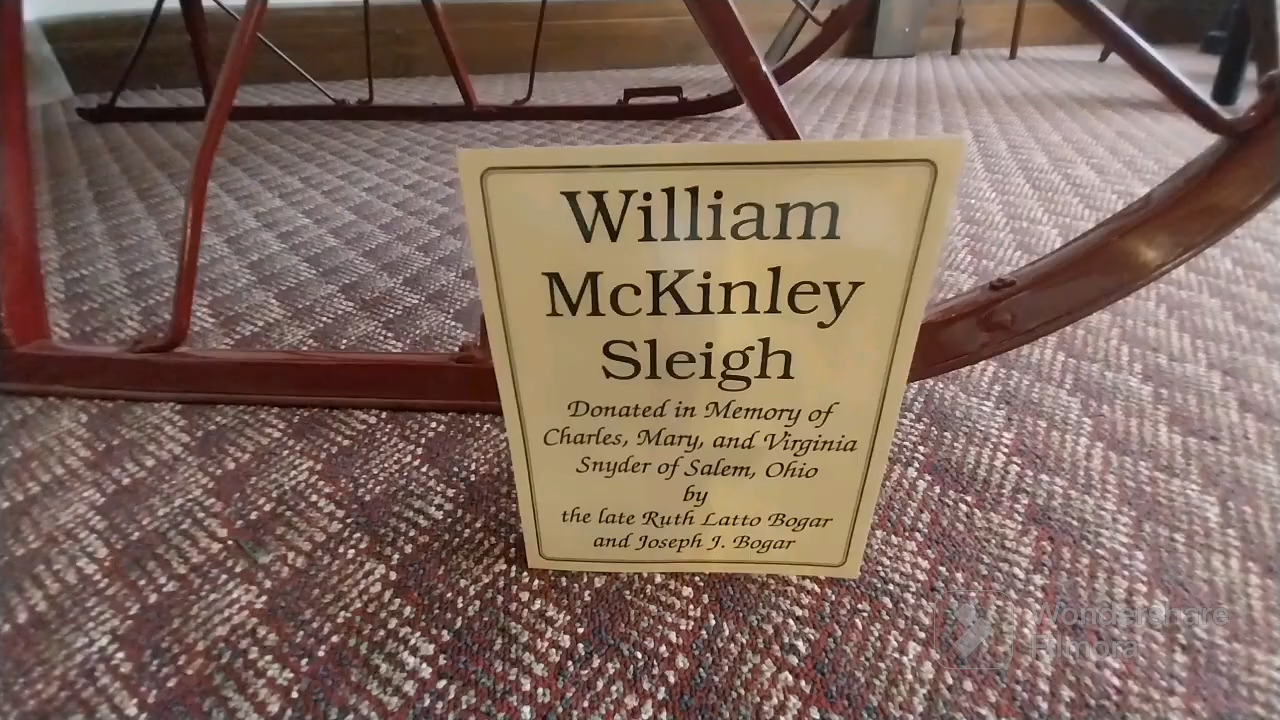 William
McKinley
Sleigh
Donated in Memory of
Charles, Mary, and Virginia
Snyder of Salem, Ohio
by
the late Ruth Latto Bogar
and Joseph J. Bogar
Wondershare
Filmora